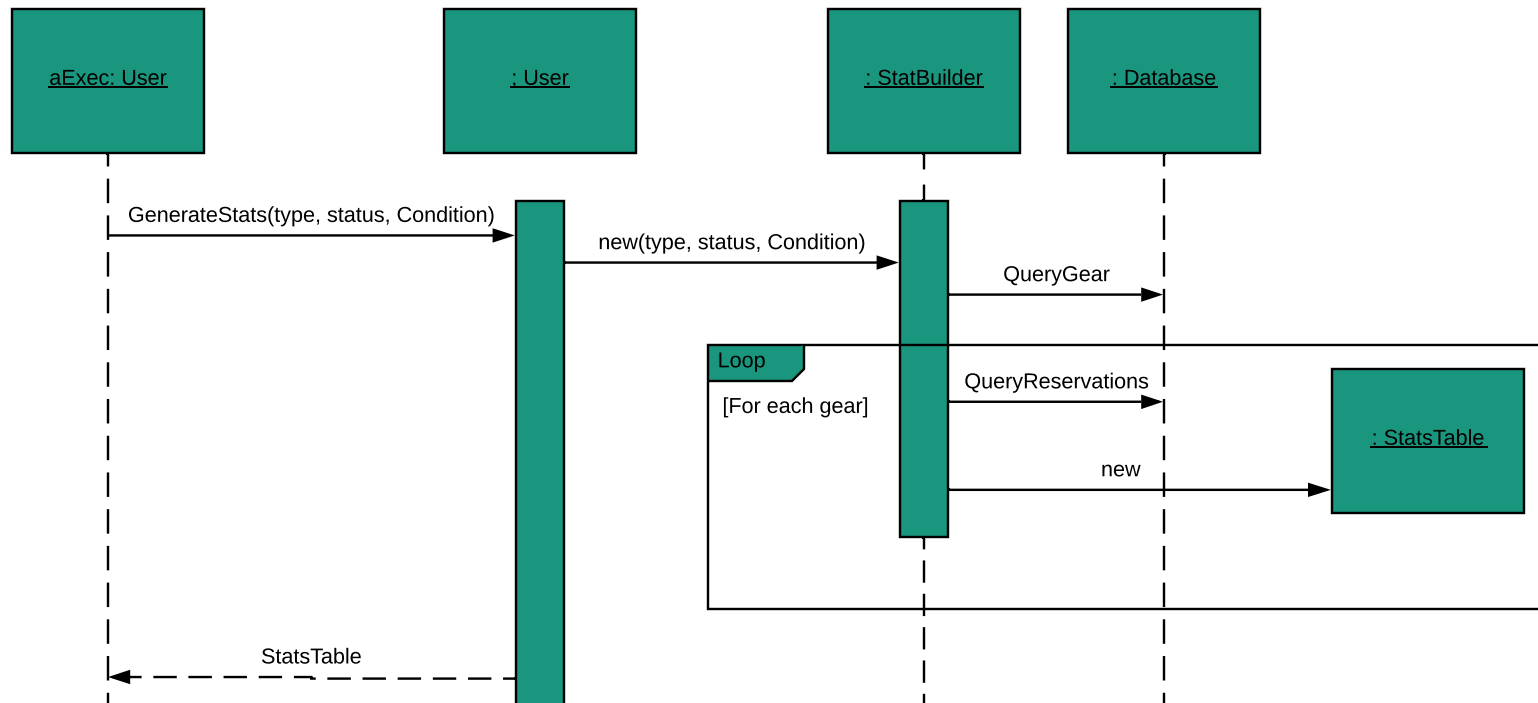 aExec: User
: User
: StatBuilder
: Database
GenerateStats(type, status, Condition)
new(type, status, Condition)
QueryGear
Loop
QueryReservations
[For each gear]
: StatsTable
new
StatsTable